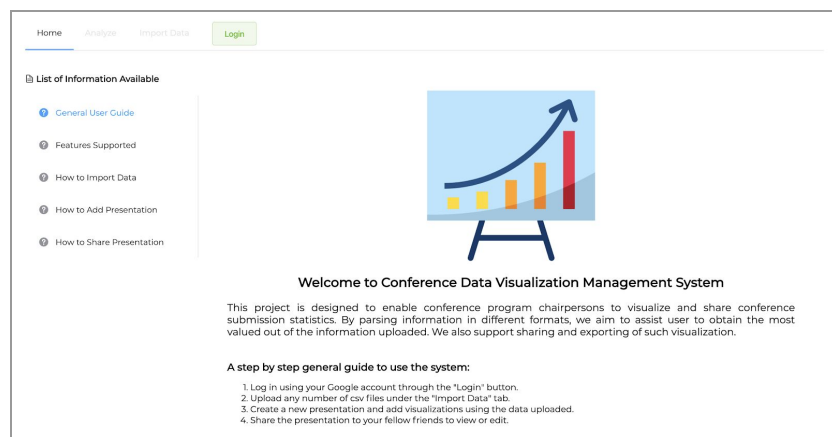 Home Analyze Import Data Login
List of Information Available
General User Guide
Features Supported
How to Import Data
How to Add Presentation
How to Share Presentation
Welcome to Conference Data Visualization Management System
This project is designed to enable conference program chairpersons to visualize and share conference
submission statistics. By parsing information in different formats, we aim to assist user to obtain the most
valued out of the information uploaded. We also support sharing and exporting of such visualization.
A step by step general guide to use the system:
1. Log in using your Google account through the "Login" button.
2. Upload any number of csv files under the "Import Data" tab.
3. Create a new presentation and add visualizations using the data uploaded.
4. Share the presentation to your fellow friends to view or edit.